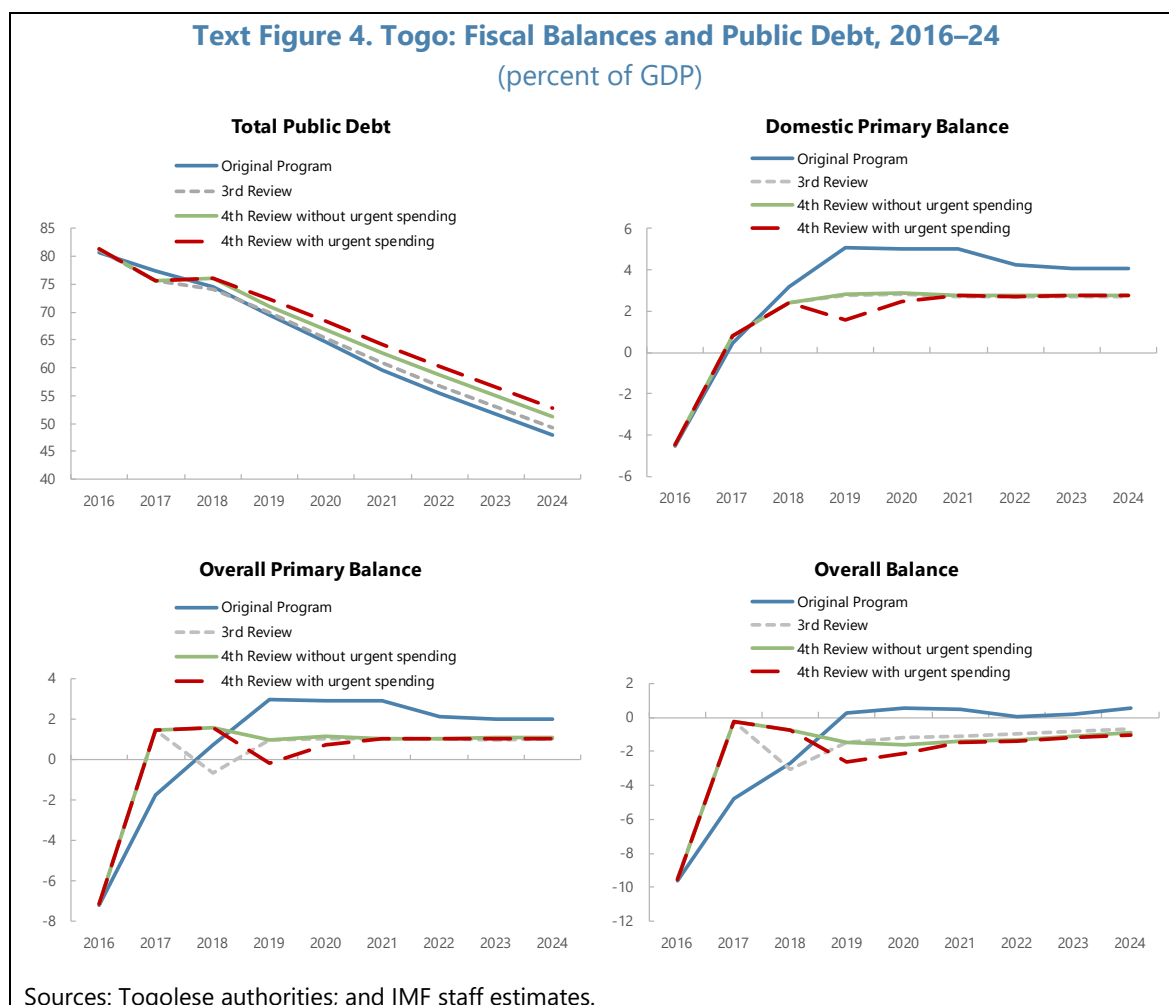 Text Figure 4. Togo: Fiscal Balances and Public Debt, 2016–24
(percent of GDP)
Total Public Debt
Original Program
3rd Review
4th Review without urgent spending
4th Review with urgent spending
85
80
75
70
65
60
55
50
45
40
2016 2017 2018 2019 2020 2021 2022 2023 2024
Domestic Primary Balance
Original Program
3rd Review
4th Review without urgent spending
4th Review with urgent spending
6
4
2
0
-2
-4
-6
2016 2017 2018 2019 2020 2021 2022 2023 2024
Overall Primary Balance
Original Program
3rd Review
4th Review without urgent spending
4th Review with urgent spending
4
2
0
-2
-4
-6
-8
2016 2017 2018 2019 2020 2021 2022 2023 2024
Overall Balance
Original Program
3rd Review
4th Review without urgent spending
4th Review with urgent spending
2
0
-2
-4
-6
-8
-10
-12
2016 2017 2018 2019 2020 2021 2022 2023 2024
Sources: Togolese authorities; and IMF staff estimates.